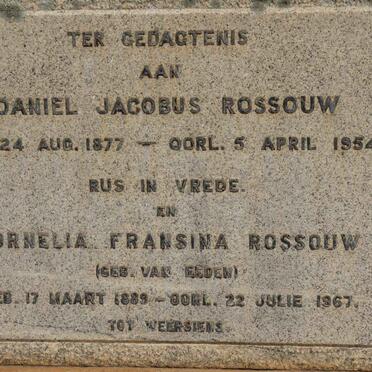 TER GEDAGTENIS
AAN
DANIEL JACOBUS ROSSOUW
24 AUG. 1877 — OORL. 5 APRIL 1954
RUS IN VREDE.
EN
ORNELIA FRANSINA ROSSOUW
(GEB. VAN EEDEN)
EB. 17 MAART 1889 — OORL. 22 JULIE 1967.
TOT WEERSIENS.